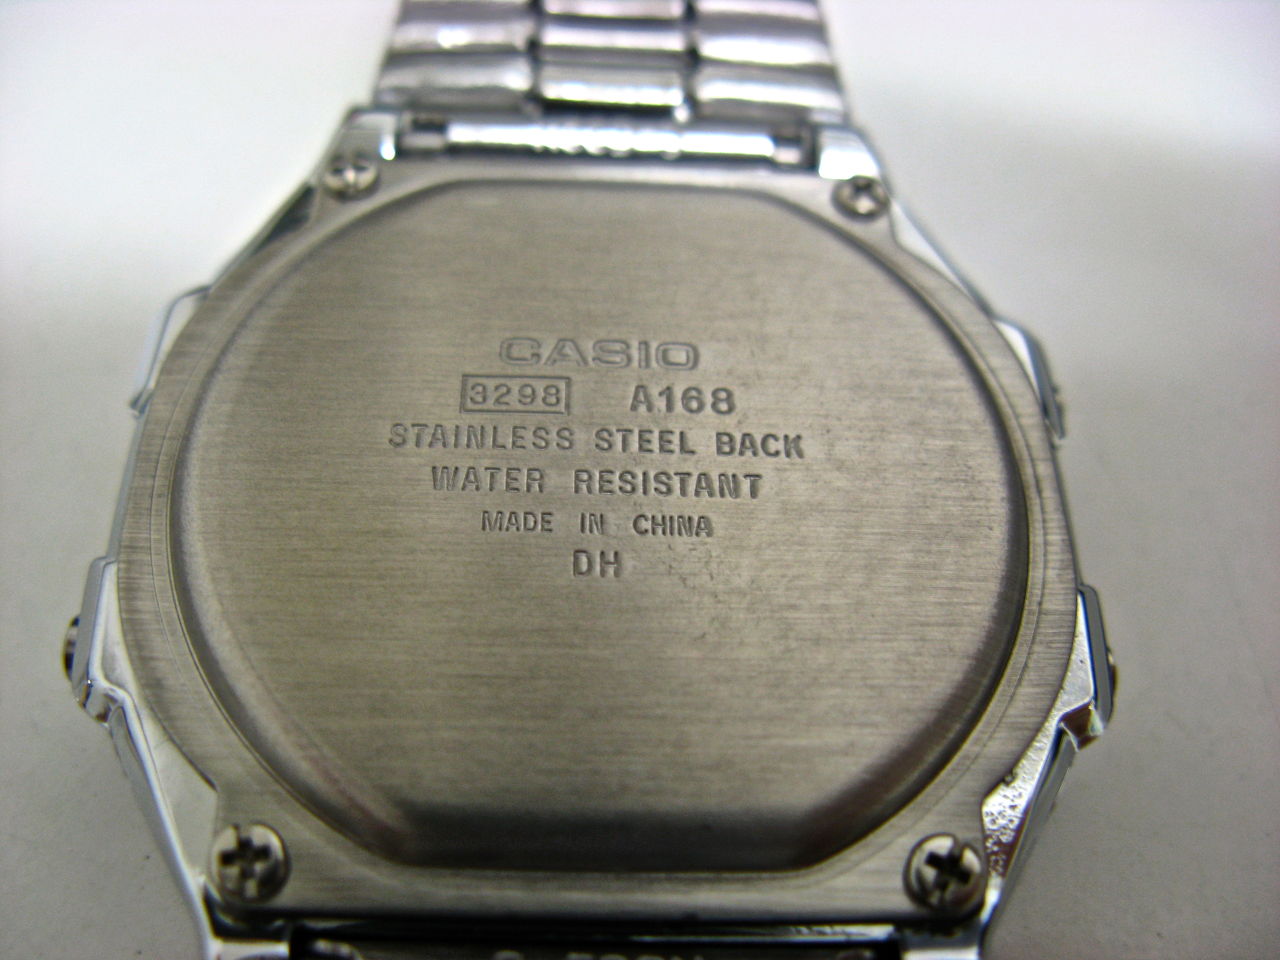 CASIO
3298 A168
STAINLESS STEEL BACK
WATER RESISTANT
MADE IN CHINA
DH